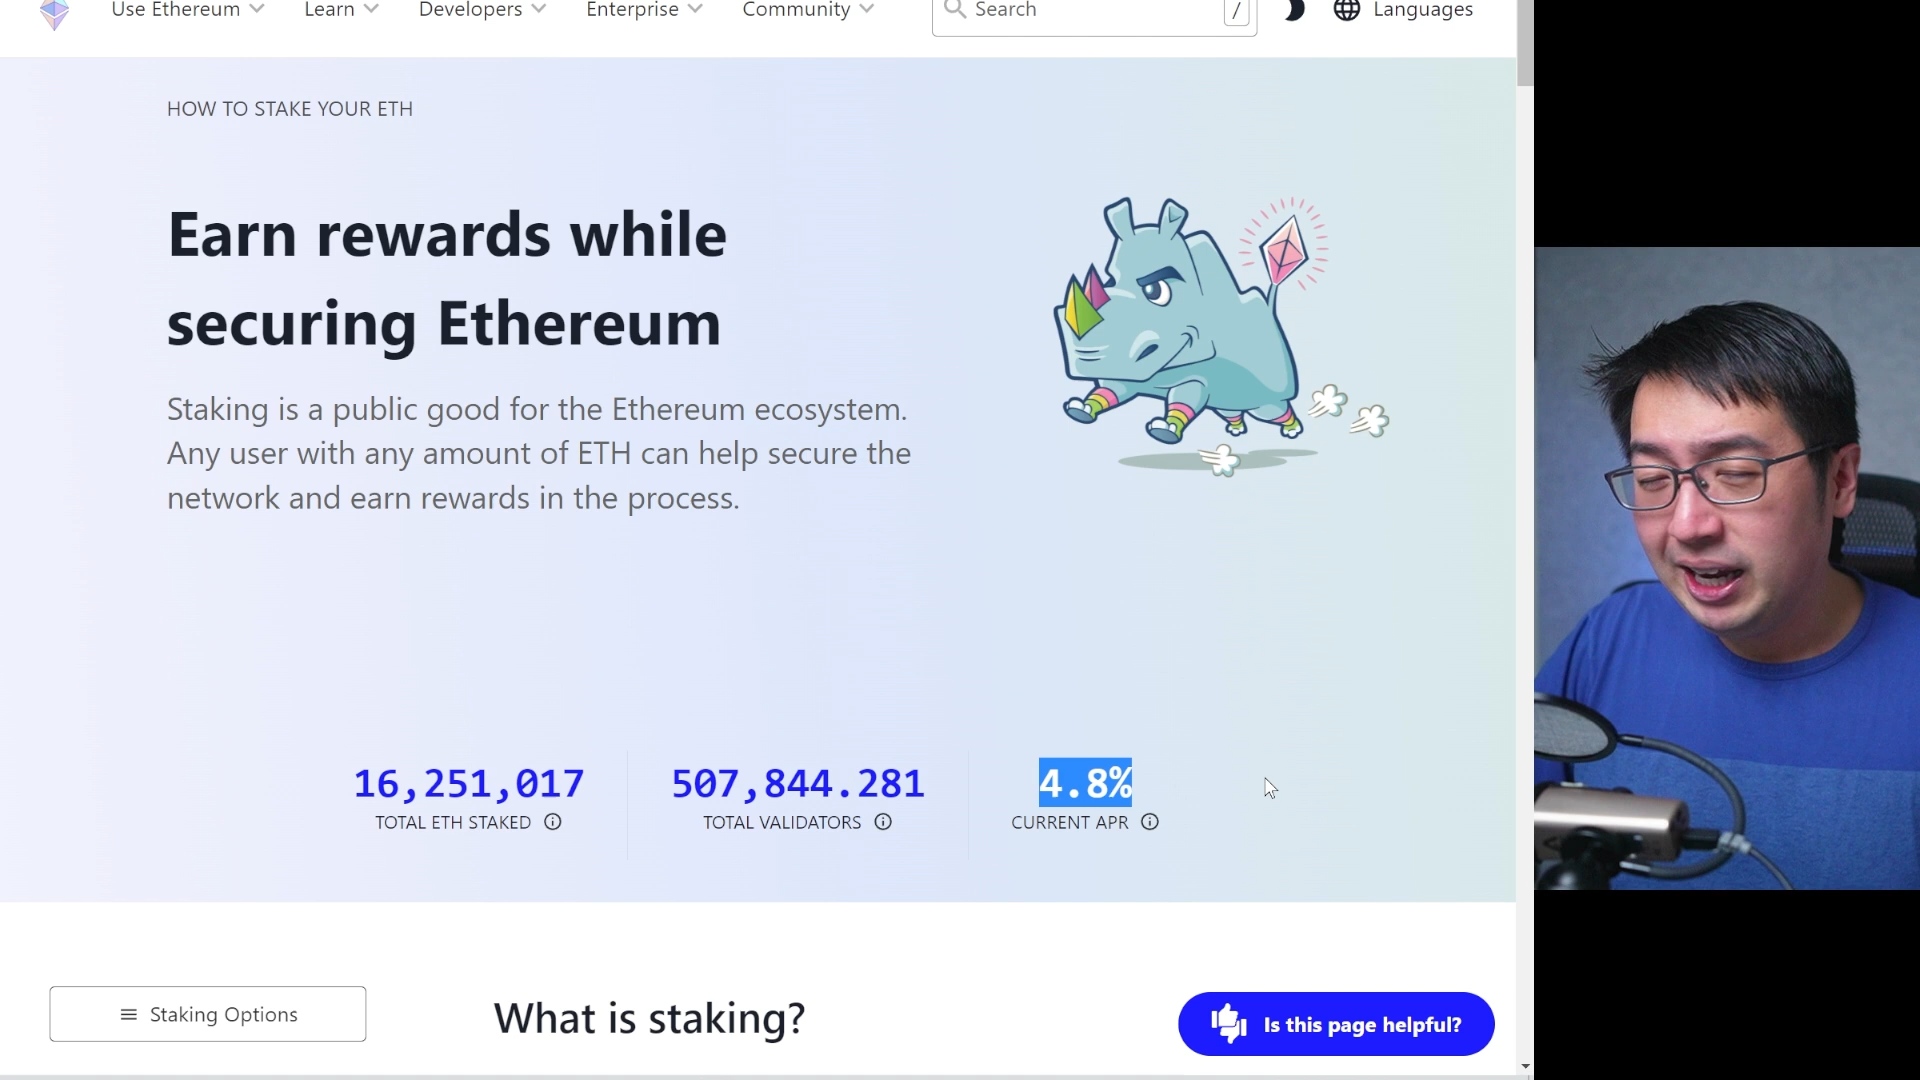 Use Ethereum Learn Developers Enterprise Community Search / Languages
HOW TO STAKE YOUR ETH
Earn rewards while
securing Ethereum
Staking is a public good for the Ethereum ecosystem.
Any user with any amount of ETH can help secure the
network and earn rewards in the process.
16,251,017 507,844.281 4.8%
TOTAL ETH STAKED TOTAL VALIDATORS CURRENT APR
Staking Options
What is staking?
Is this page helpful?